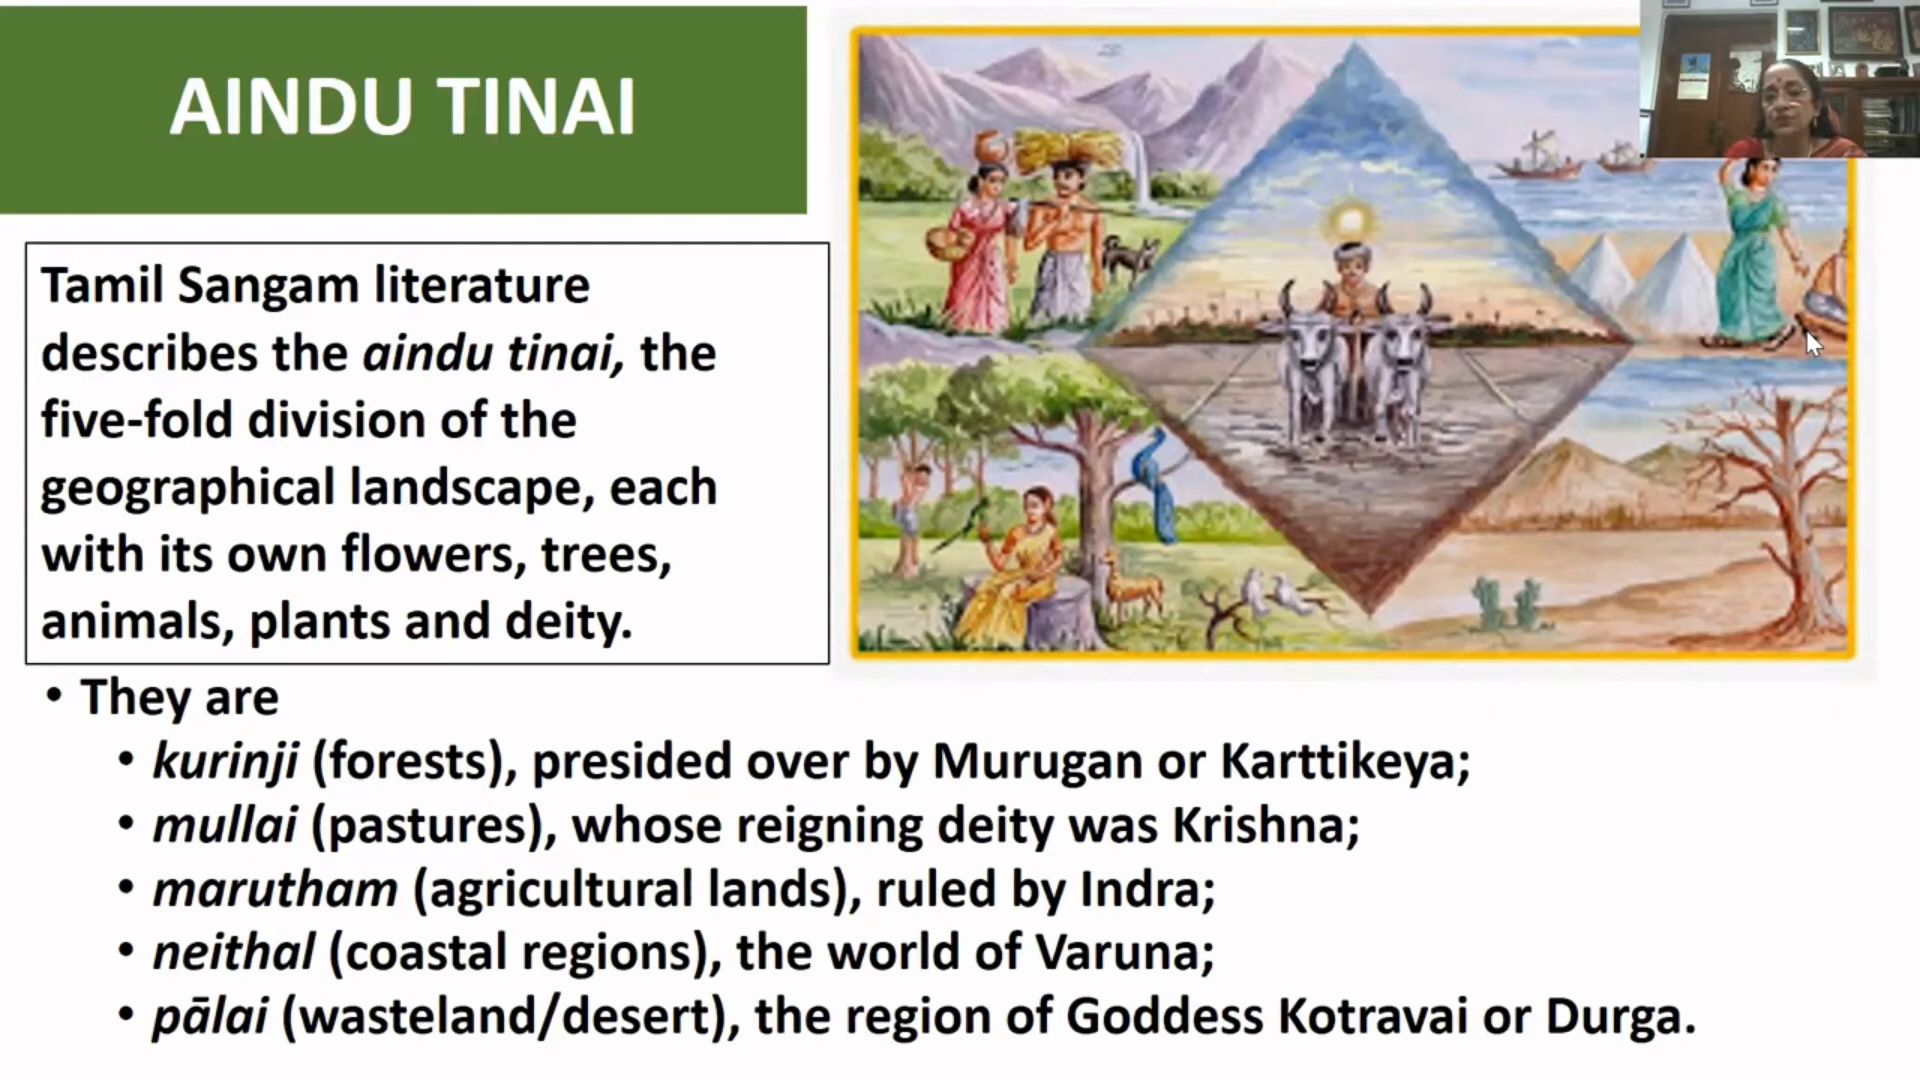 AINDU TINAI
Tamil Sangam literature
describes the aindu tinai, the
five-fold division of the
geographical landscape, each
with its own flowers, trees,
animals, plants and deity.
• They are
• kurinji (forests), presided over by Murugan or Karttikeya;
• mullai (pastures), whose reigning deity was Krishna;
• marutham (agricultural lands), ruled by Indra;
• neithal (coastal regions), the world of Varuna;
• pālai (wasteland/desert), the region of Goddess Kotravai or Durga.